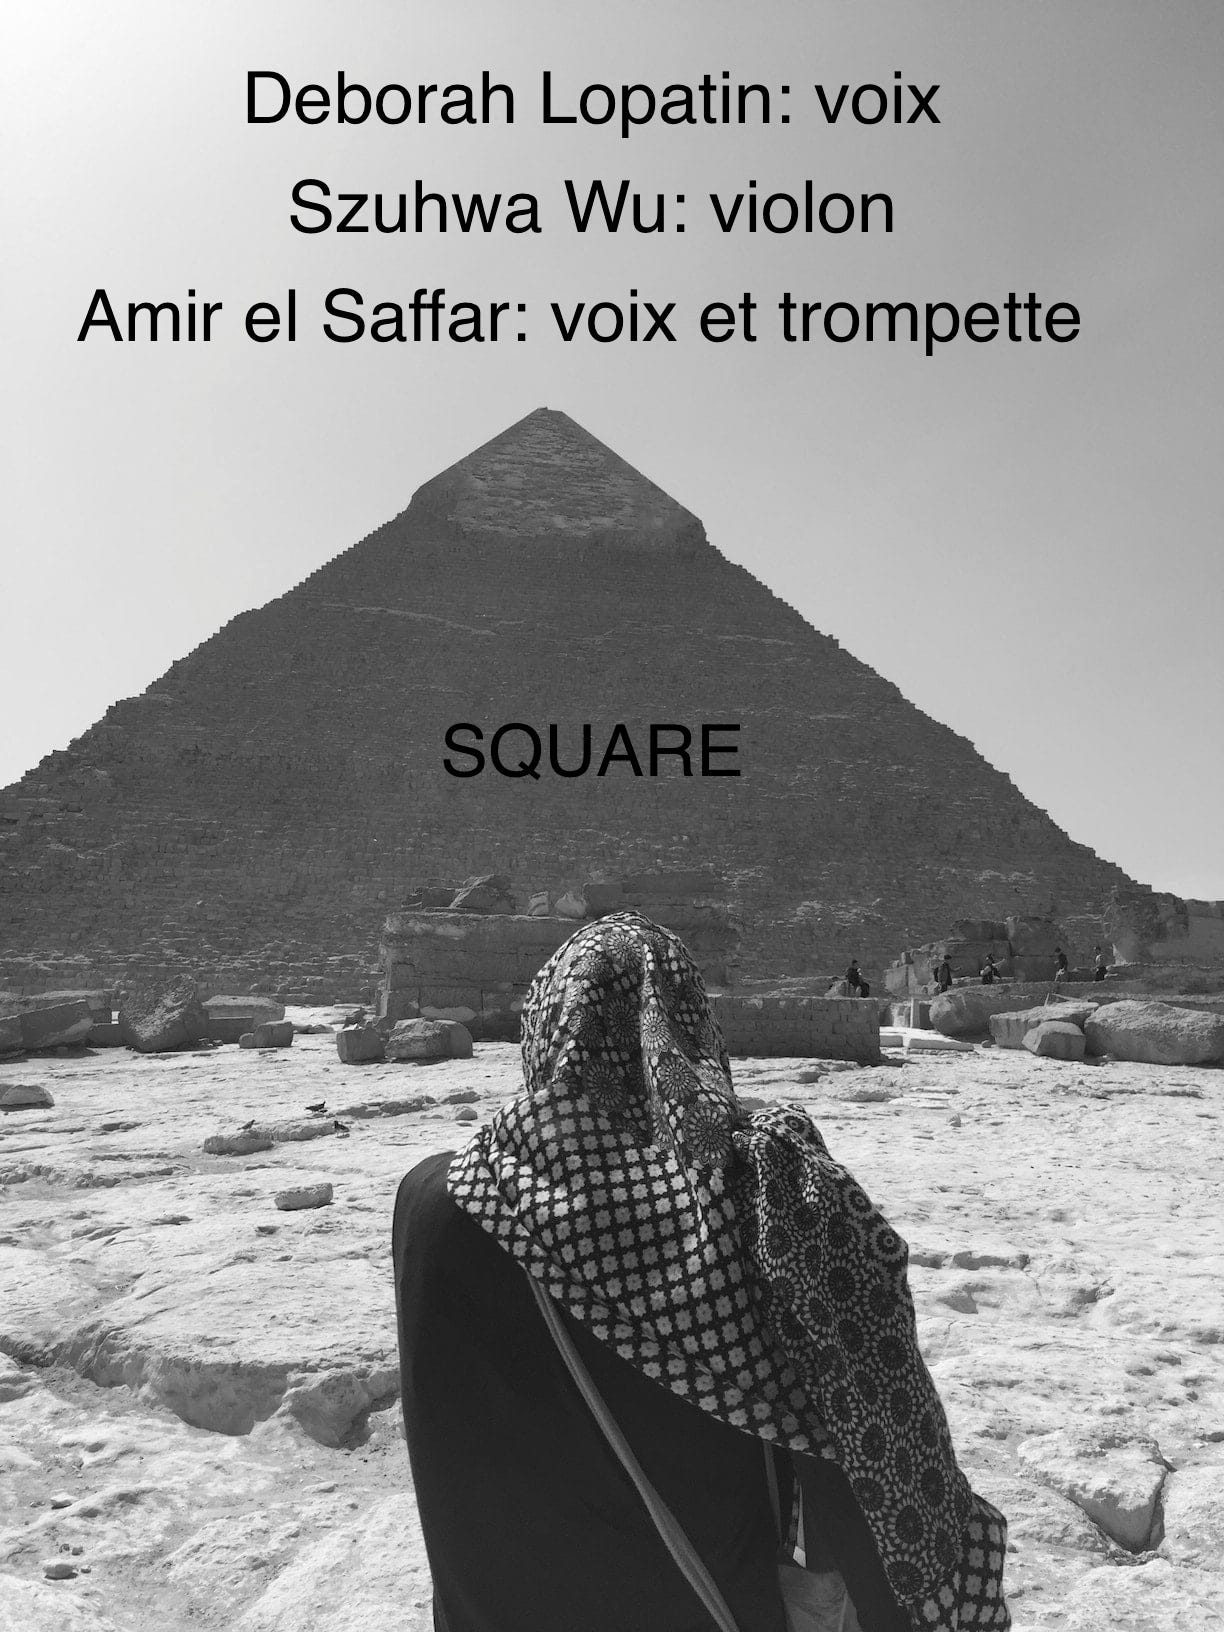 Deborah Lopatin: voix
Szuhwa Wu: violon
Amir el Saffar: voix et trompette
SQUARE